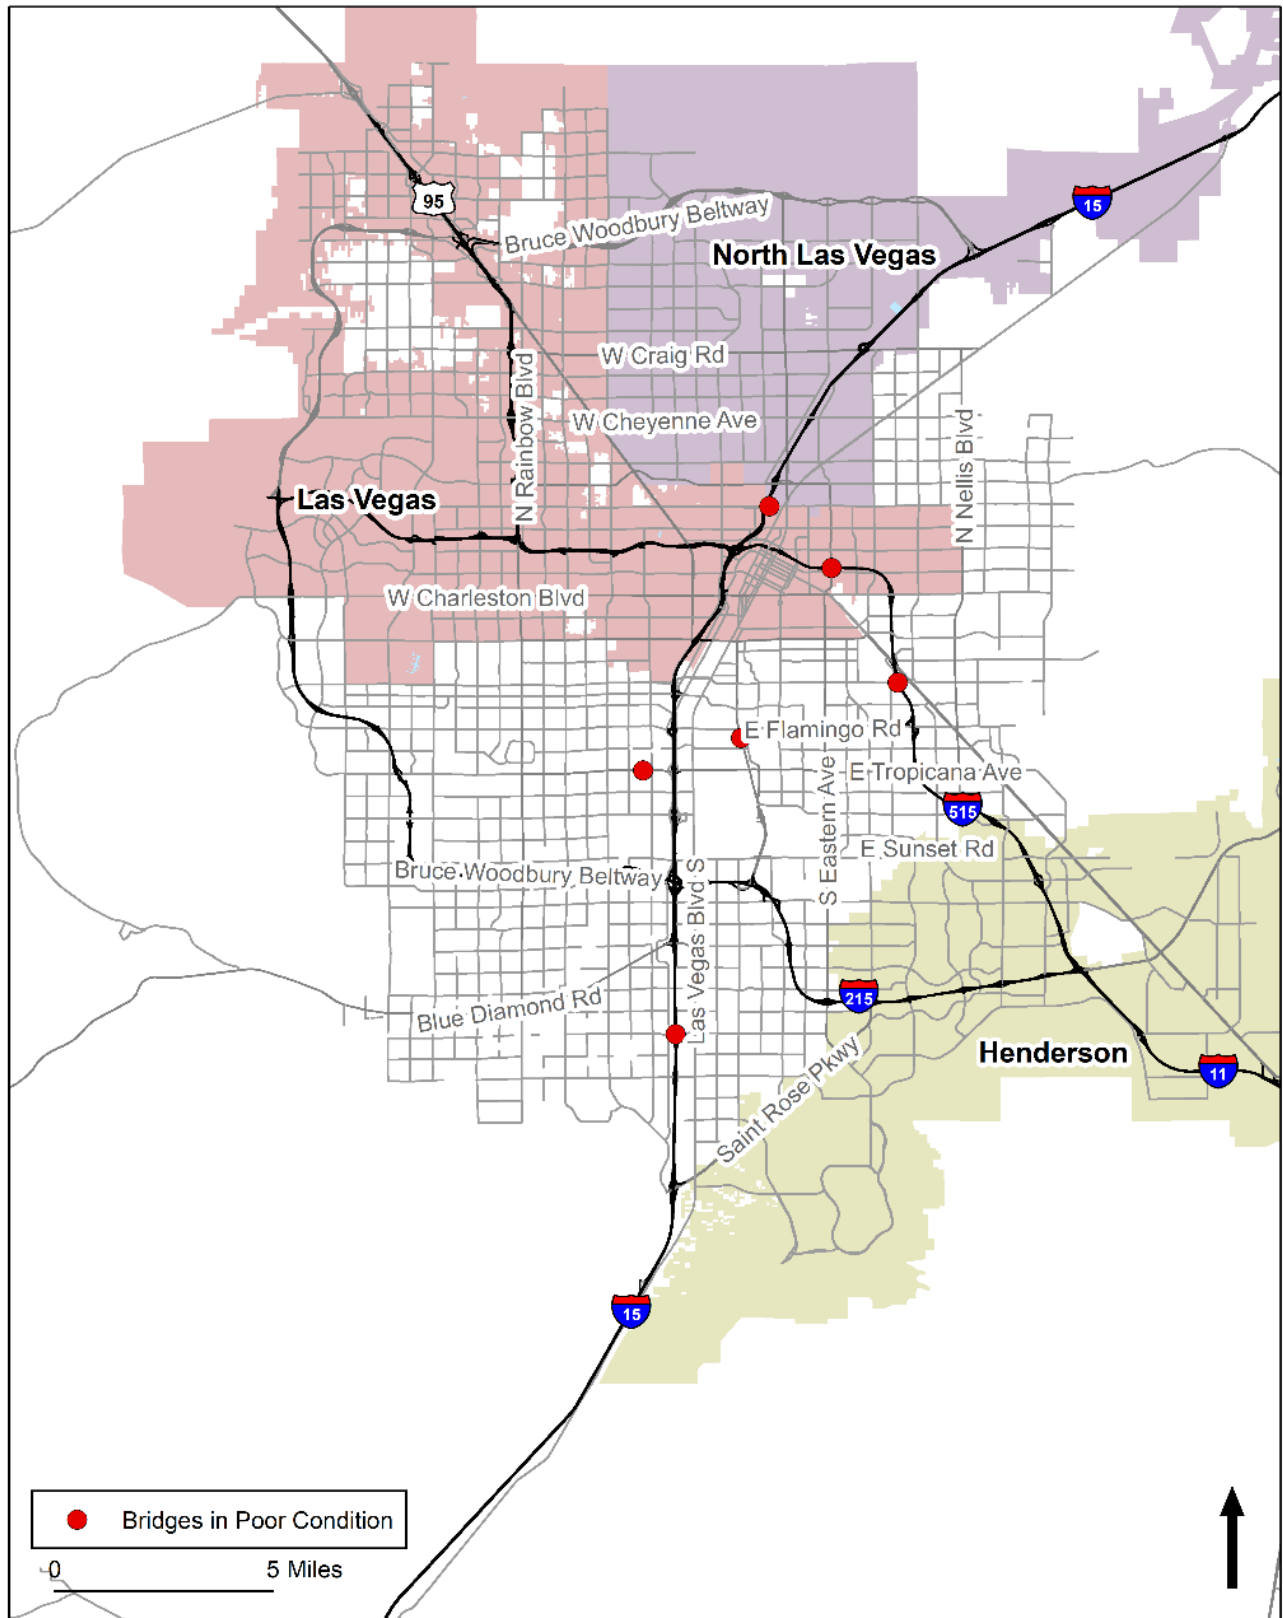 95
Bruce Woodbury Beltway
15
North Las Vegas
W Craig Rd
N Rainbow Blvd
W Cheyenne Ave
N Nellis Blvd
Las Vegas
W Charleston Blvd
E Flamingo Rd
E Tropicana Ave
S Eastern Ave
515
E Sunset Rd
Bruce Woodbury Beltway
Las Vegas Blvd S
215
Blue Diamond Rd
Henderson
Saint Rose Pkwy
11
15
Bridges in Poor Condition
0 5 Miles